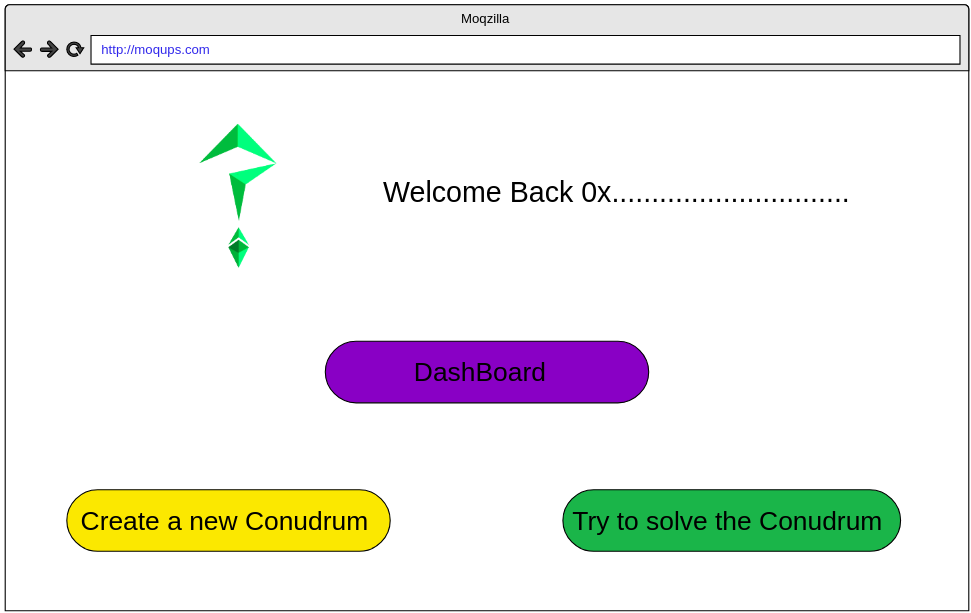 Moqzilla
http://moqups.com
Welcome Back 0x..............................
DashBoard
Create a new Conudrum
Try to solve the Conudrum